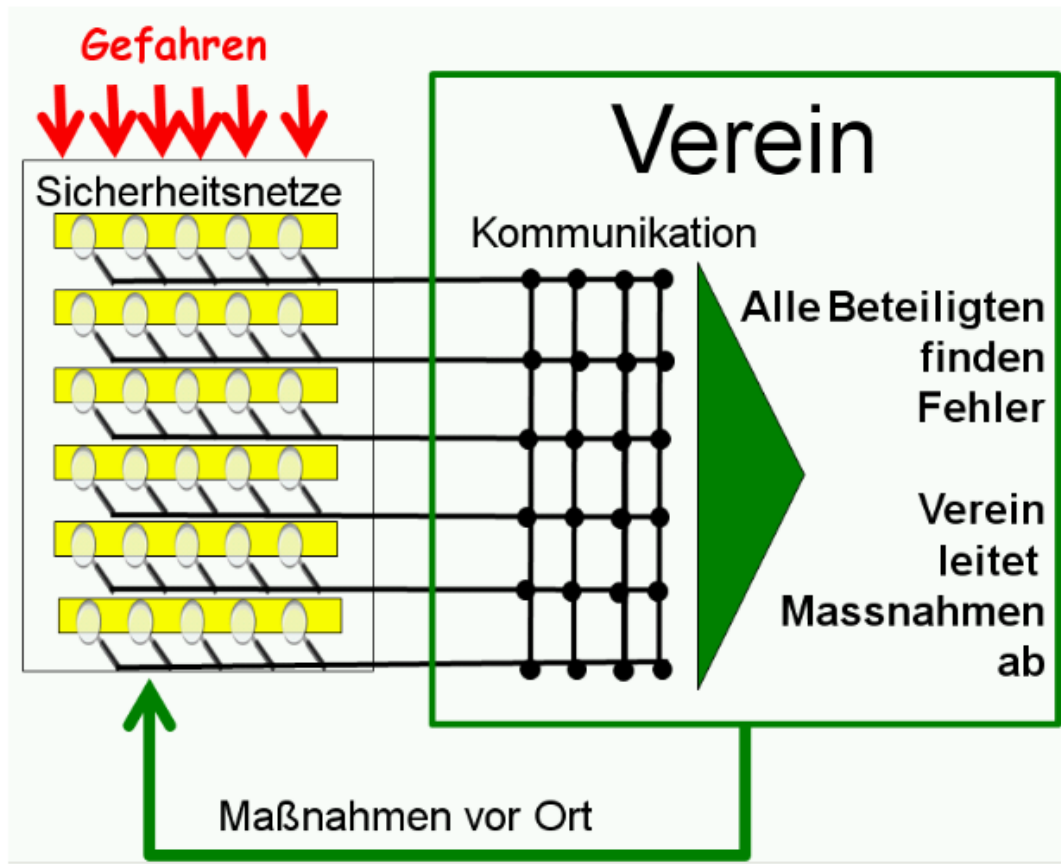 Gefahren
Sicherheitsnetze
Verein
Kommunikation
Alle Beteiligten
finden
Fehler
Verein
leitet
Massnahmen
ab
Maßnahmen vor Ort